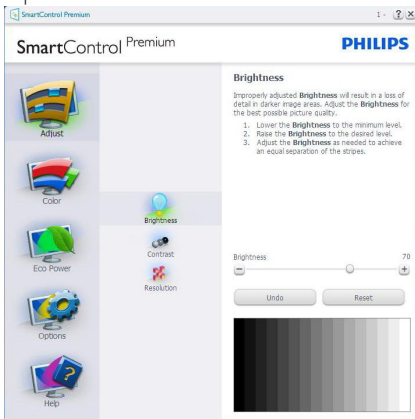 SmartControl Premium
1 - ? X
SmartControl Premium
PHILIPS
Adjust
Color
Eco Power
Options
Help
Brightness
Contrast
Resolution
Brightness
Improperly adjusted Brightness will result in a loss of
detail in darker image areas. Adjust the Brightness for
the best possible picture quality.
1. Lower the Brightness to the minimum level.
2. Raise the Brightness to the desired level.
3. Adjust the Brightness as needed to achieve
an equal separation of the stripes.
Brightness 70
Undo Reset